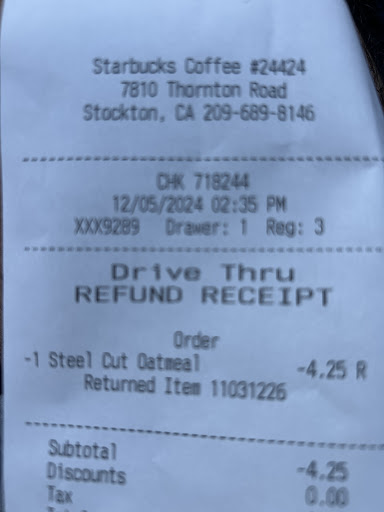 Starbucks Coffee #24424
7810 Thornton Road
Stockton, CA 209-689-8146
CHK 718244
12/05/2024 02:35 PM
XXX9289 Drawer: 1 Reg: 3
Drive Thru
REFUND RECEIPT
Order
-1 Steel Cut Oatmeal -4.25 R
Returned Item 11031226
Subtotal -4.25
Discounts 0.00
Tax